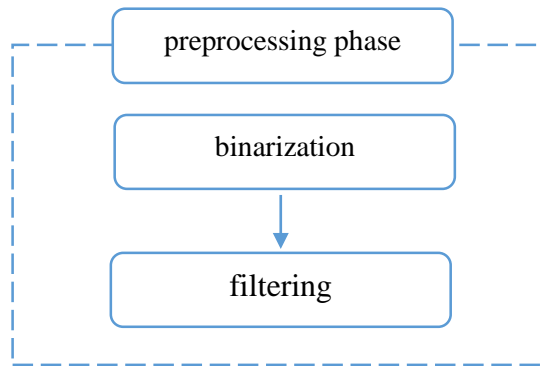 preprocessing phase
binarization
filtering